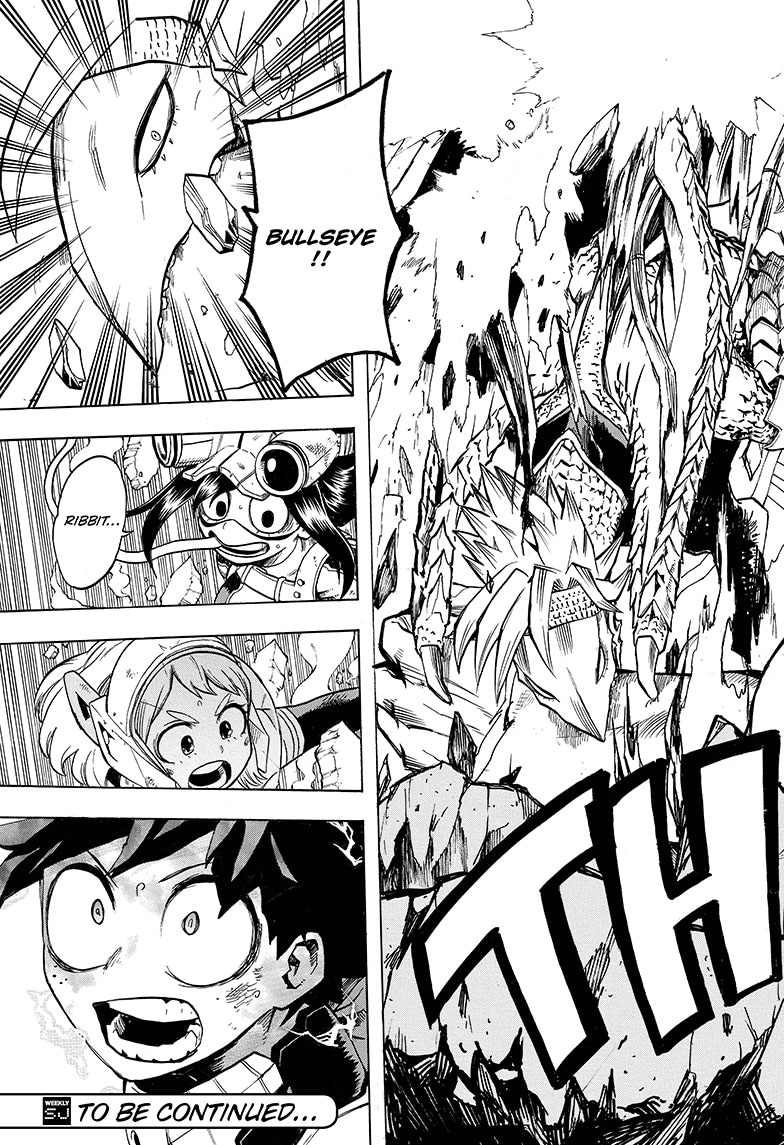 BULLSEYE
!!
RIBBIT...
TH
WEEKLY
SJ
TO BE CONTINUED...